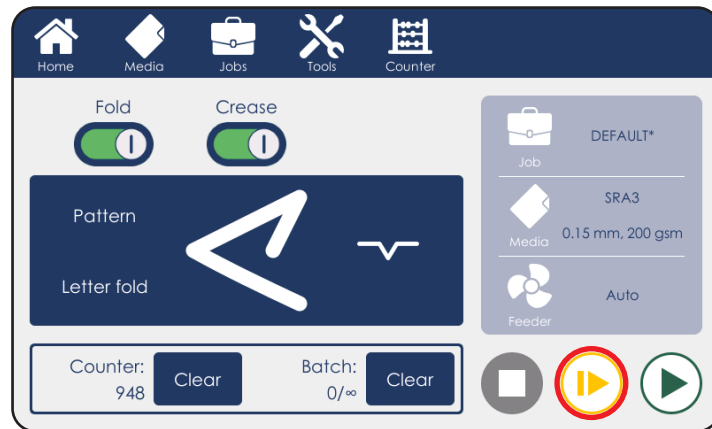 Home
Media
Jobs
Tools
Counter
Fold
Crease
Pattern
Letter fold
Job
DEFAULT*
Media
SRA3
0.15 mm, 200 gsm
Feeder
Auto
Counter:
948
Clear
Batch:
0/∞
Clear